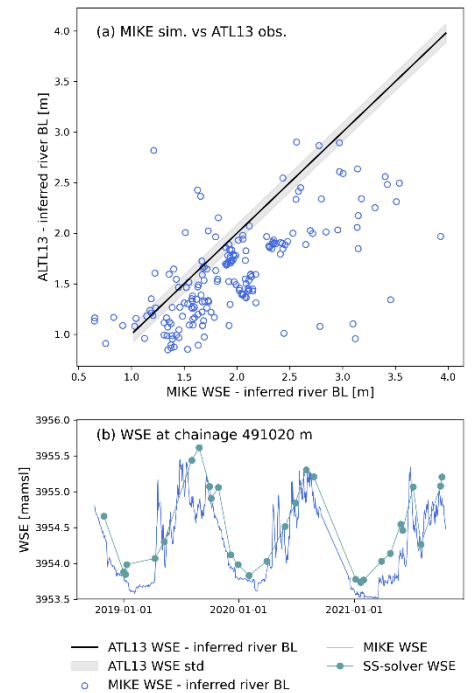 (a) MIKE sim. vs ATL13 obs.
4.0
3.5
3.0
2.5
2.0
1.5
1.0
ALTL13 - inferred river BL [m]
0.5 1.0 1.5 2.0 2.5 3.0 3.5 4.0
MIKE WSE - inferred river BL [m]
(b) WSE at chainage 491020 m
3956.0
3955.5
3955.0
3954.5
3954.0
3953.5
WSE [mamsl]
2019-01-01 2020-01-01 2021-01-01
ATL13 WSE - inferred river BL
ATL13 WSE std
MIKE WSE - inferred river BL
MIKE WSE
SS-solver WSE